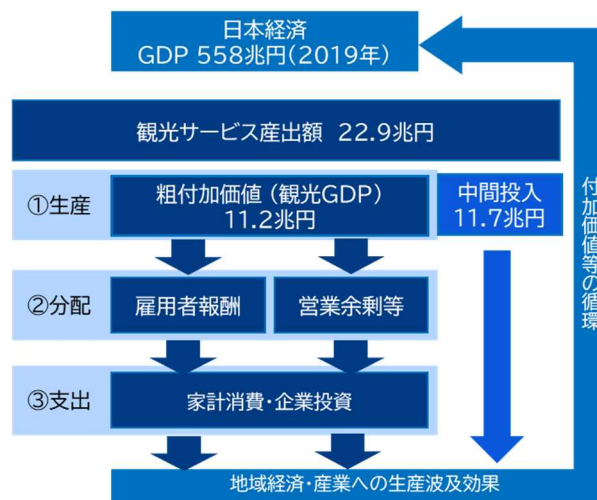 日本経済
GDP 558兆円(2019年)
観光サービス産出額 22.9兆円
①生産
粗付加価値(観光GDP)
11.2兆円
中間投入
11.7兆円
②分配
雇用者報酬
営業余剰等
③支出
家計消費・企業投資
地域経済・産業への生産波及効果
付加価値等の循環